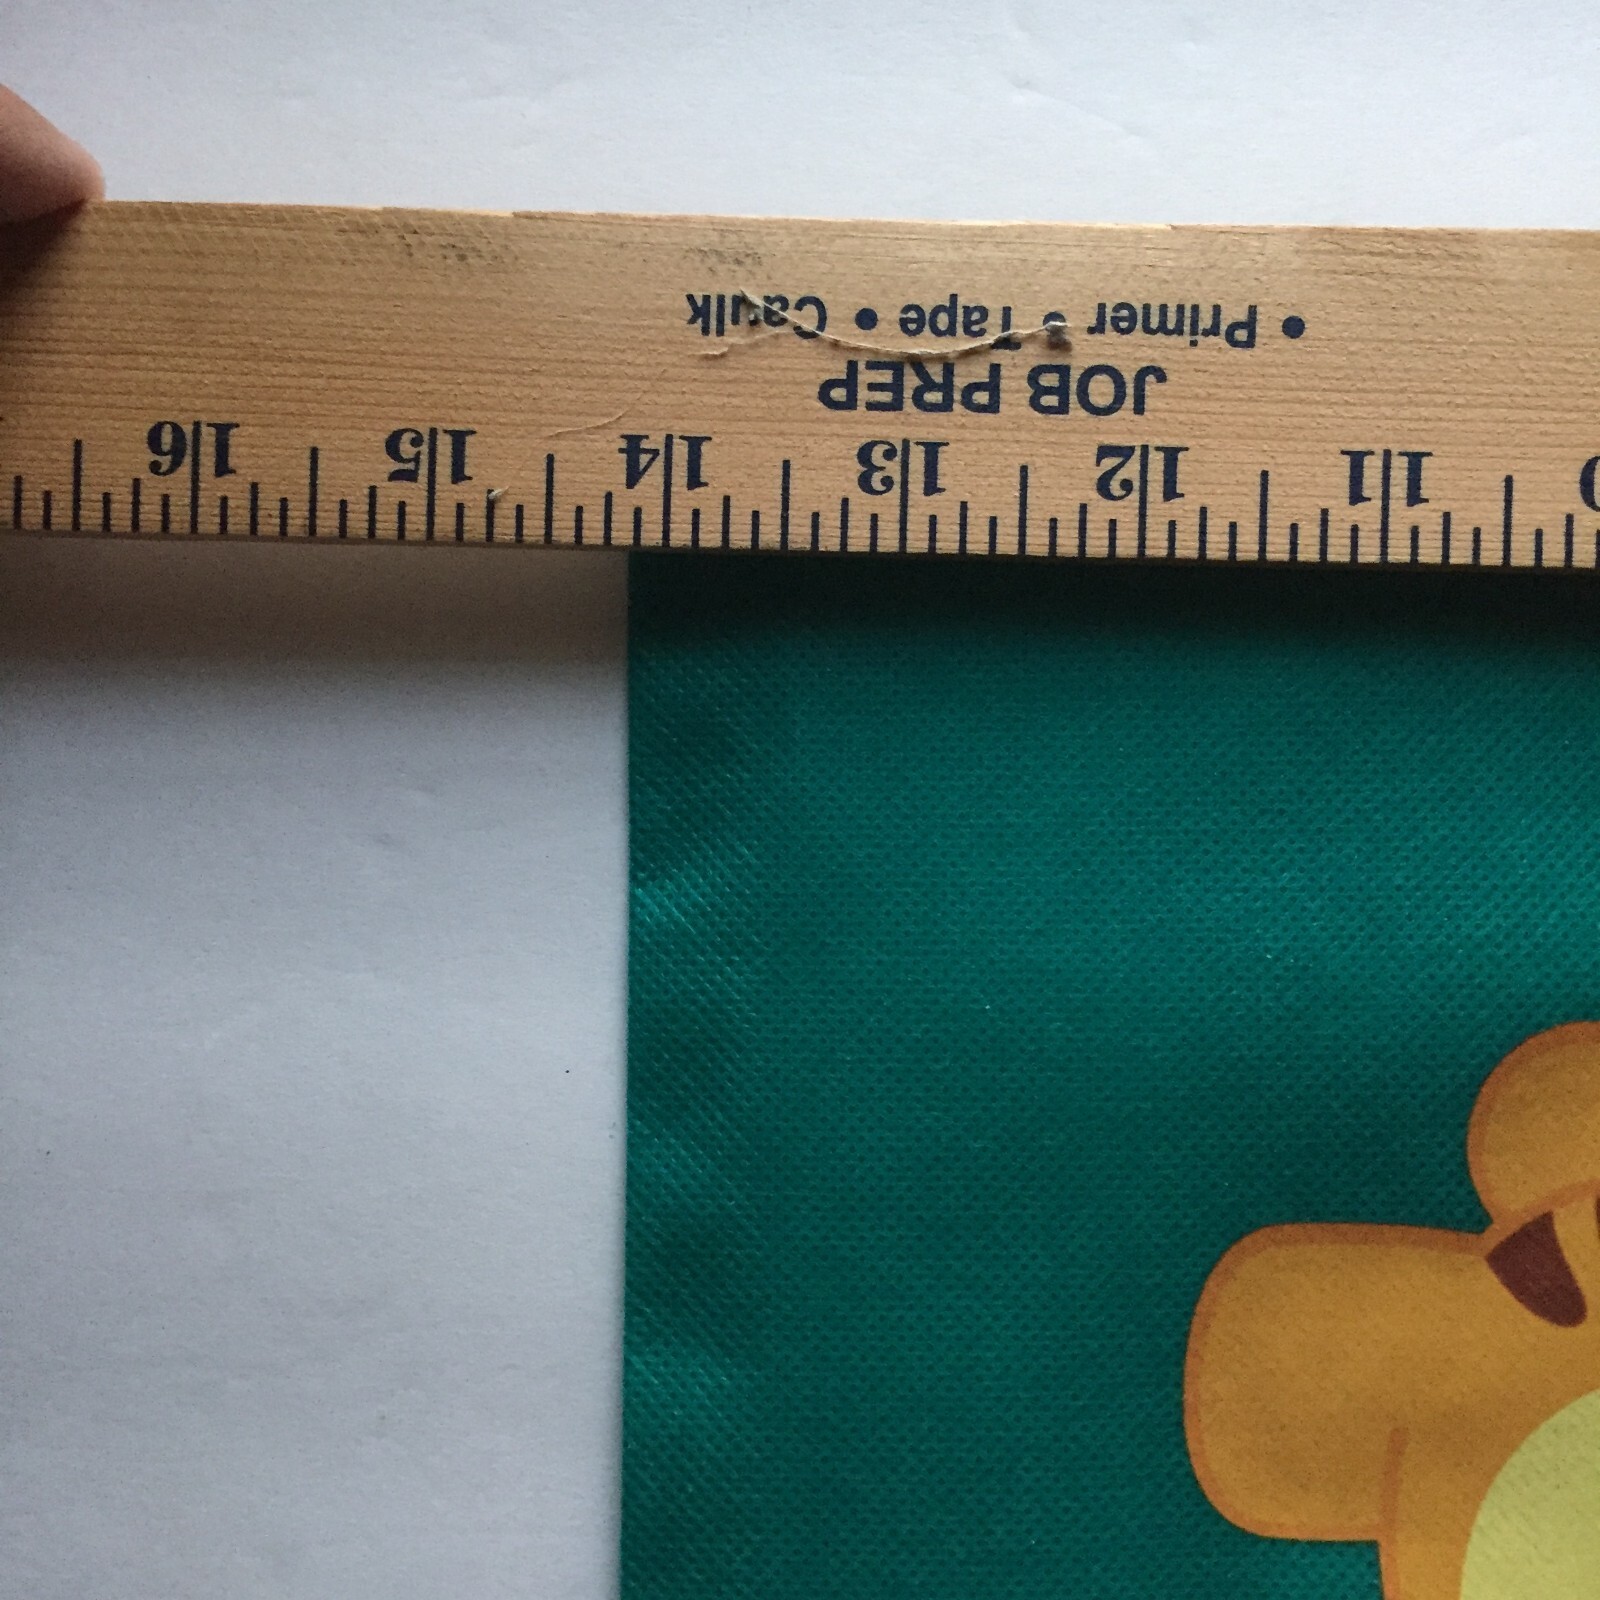 • Primer • Tape • Caulk
JOB PREP
11 12 13 14 15 16